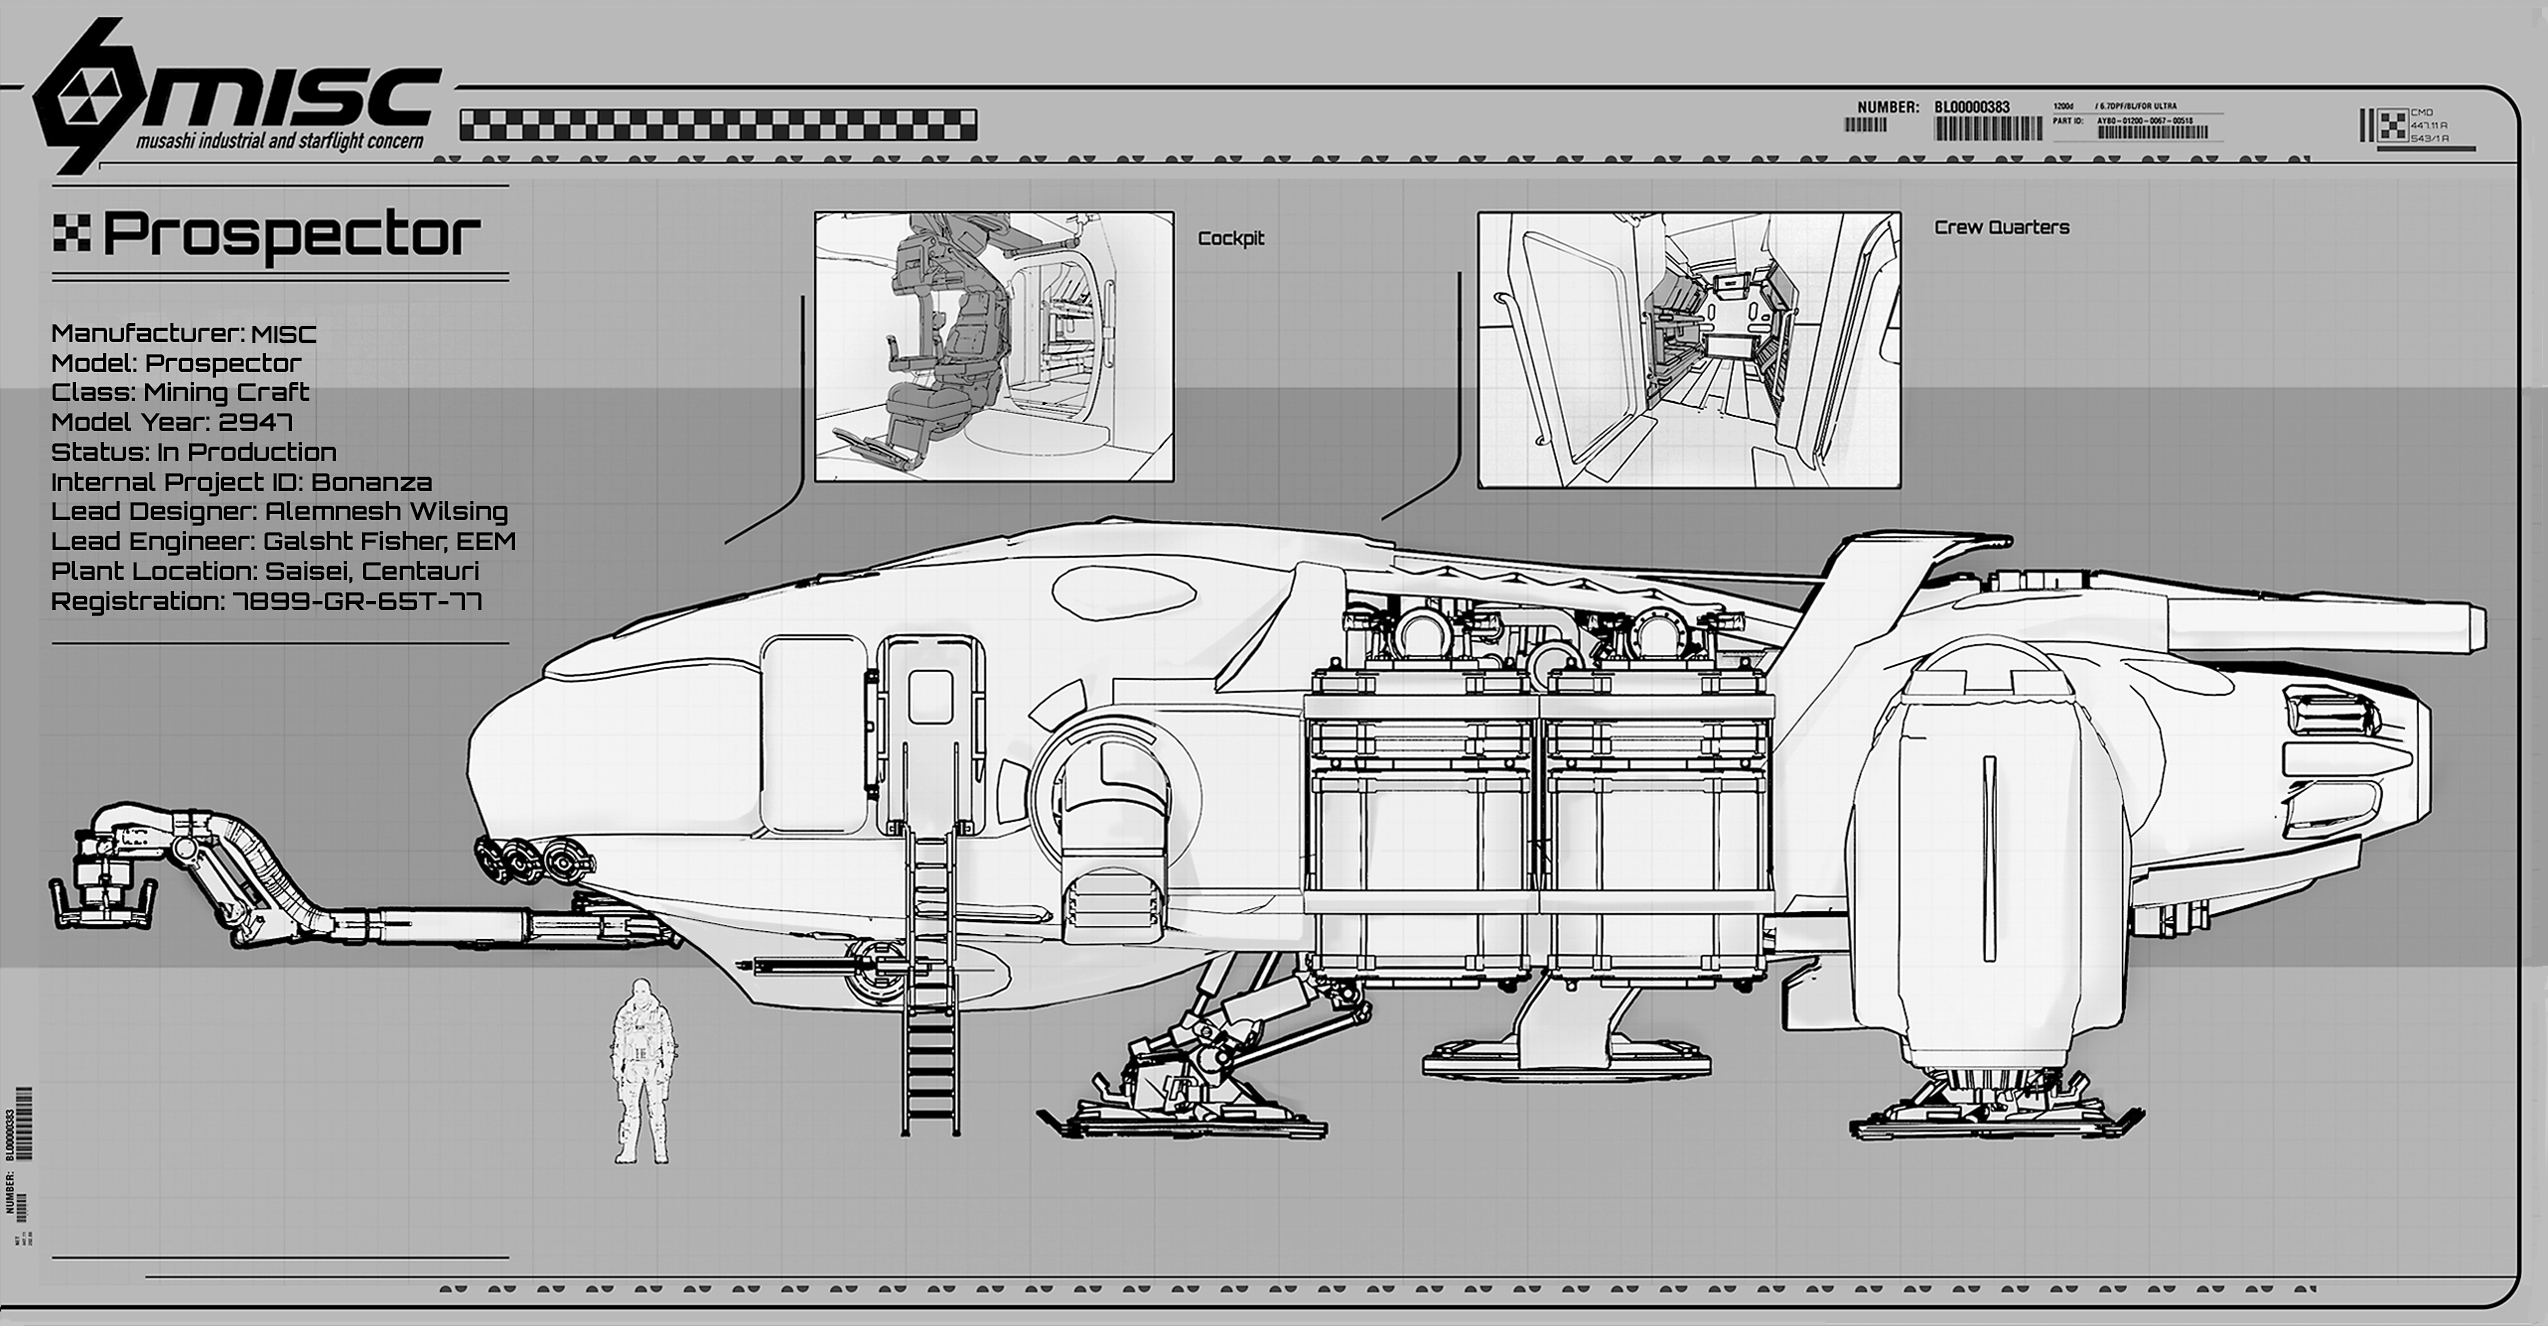 misc
musashi industrial and starflight concern
NUMBER: BL00000383
1200d / 6.7DPF/BL/FOR ULTRA
PART ID: AY80-01200-0067-00518
CMD
447.11 A
543/1 A
Prospector
Manufacturer: MISC
Model: Prospector
Class: Mining Craft
Model Year: 2947
Status: In Production
Internal Project ID: Bonanza
Lead Designer: Alemnesh Wilsing
Lead Engineer: Galsht Fisher, EEM
Plant Location: Saisei, Centauri
Registration: 7899-GR-65T-77
Cockpit
Crew Quarters
NUMBER: BL00000383
NET